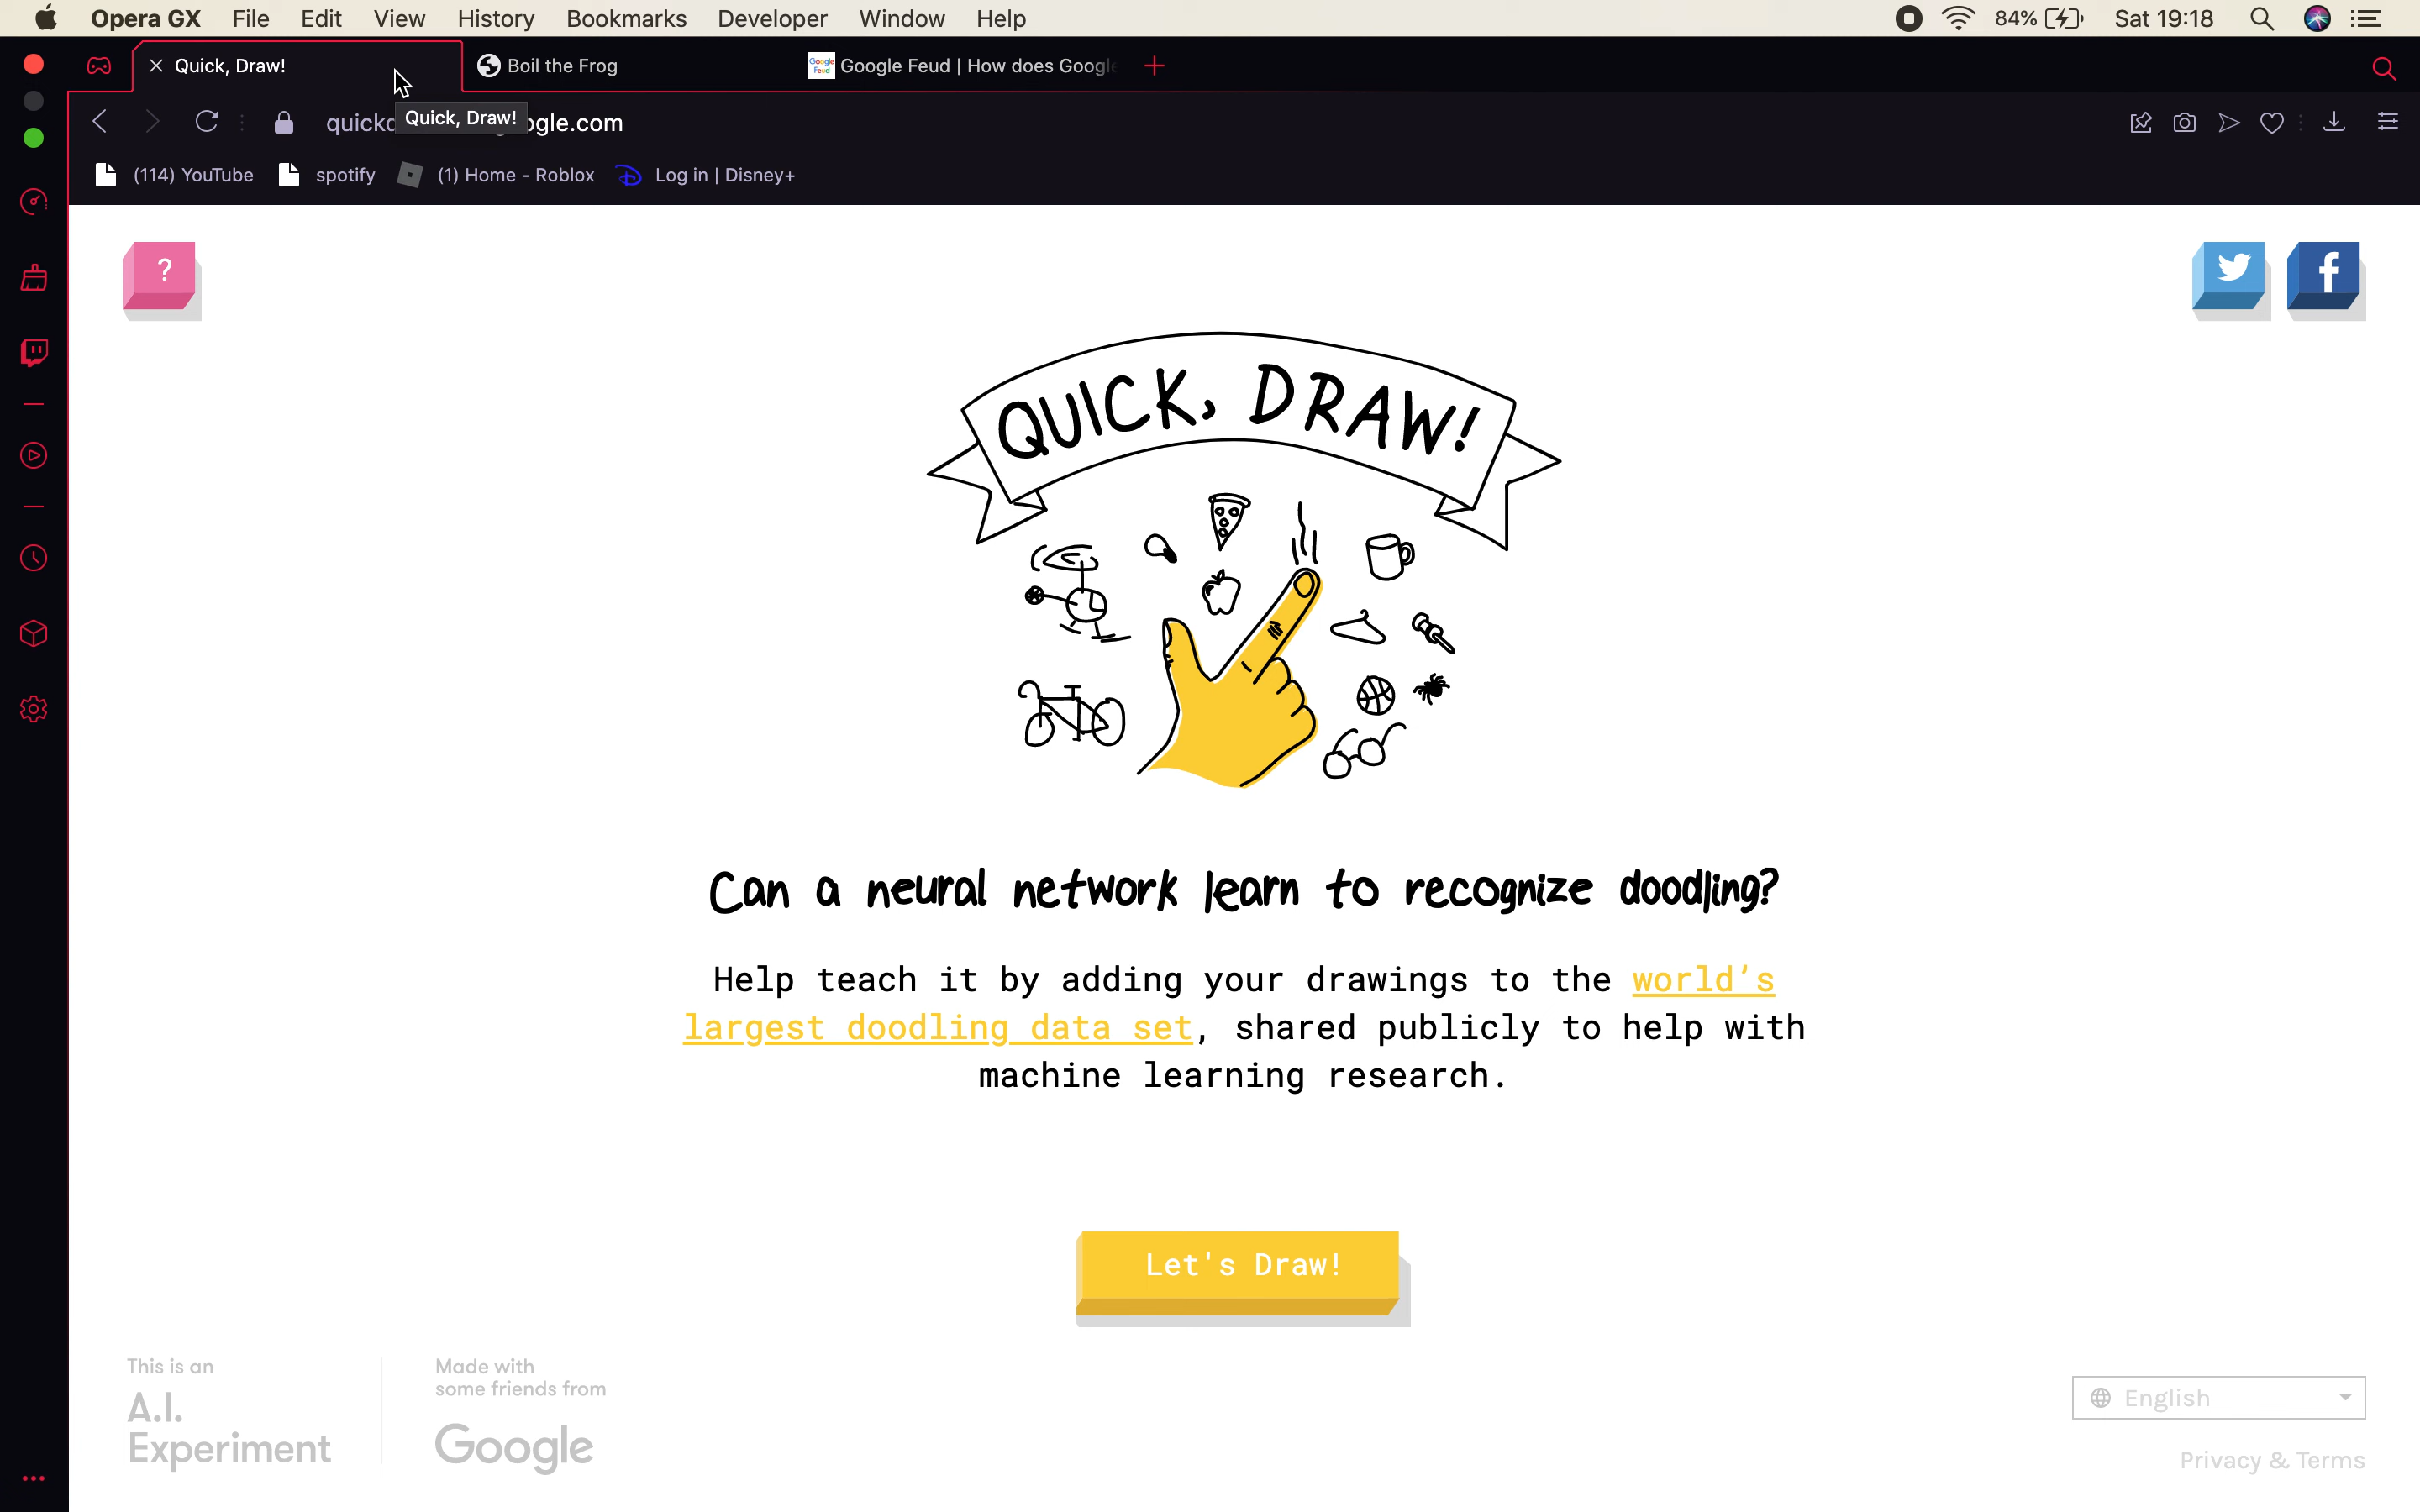 Opera GX File Edit View History Bookmarks Developer Window Help 84% Sat 19:18
Quick, Draw! Boil the Frog Google Feud | How does Google
Quick, Draw!
ogle.com
(114) YouTube spotify (1) Home - Roblox Log in | Disney+
?
QUICK, DRAW!
Can a neural network learn to recognize doodling?
Help teach it by adding your drawings to the world's
largest doodling data set, shared publicly to help with
machine learning research.
Let's Draw!
This is an
A.I.
Experiment
Made with
some friends from
Google
English
Privacy & Terms